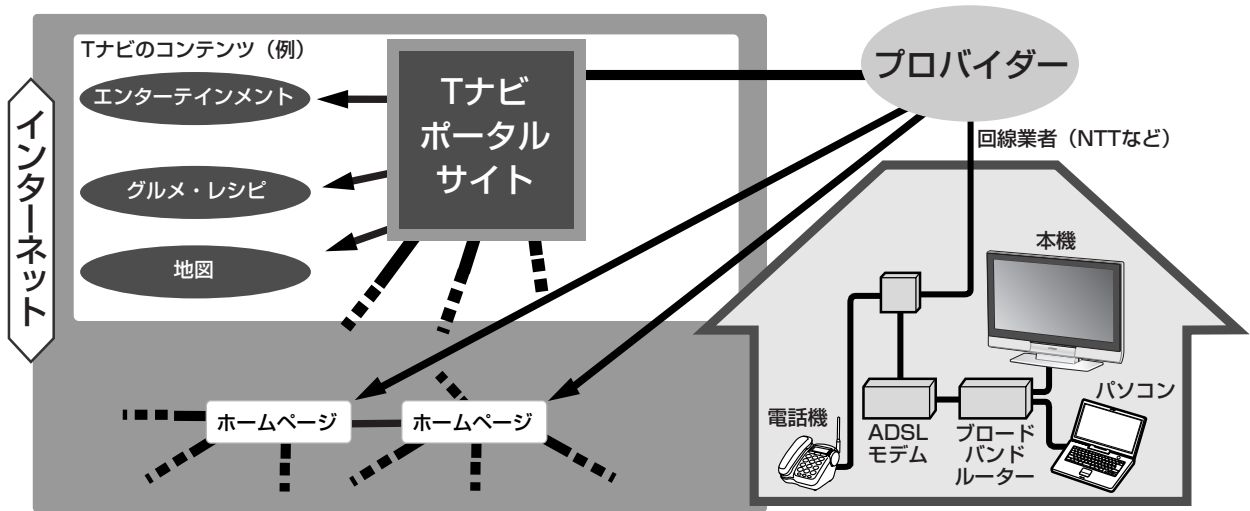 インターネット
Tナビのコンテンツ（例）
エンターテインメント
グルメ・レシピ
地図
Tナビ
ポータル
サイト
プロバイダー
回線業者（NTTなど）
ホームページ
ホームページ
本機
電話機
ADSL
モデム
ブロード
バンド
ルーター
パソコン